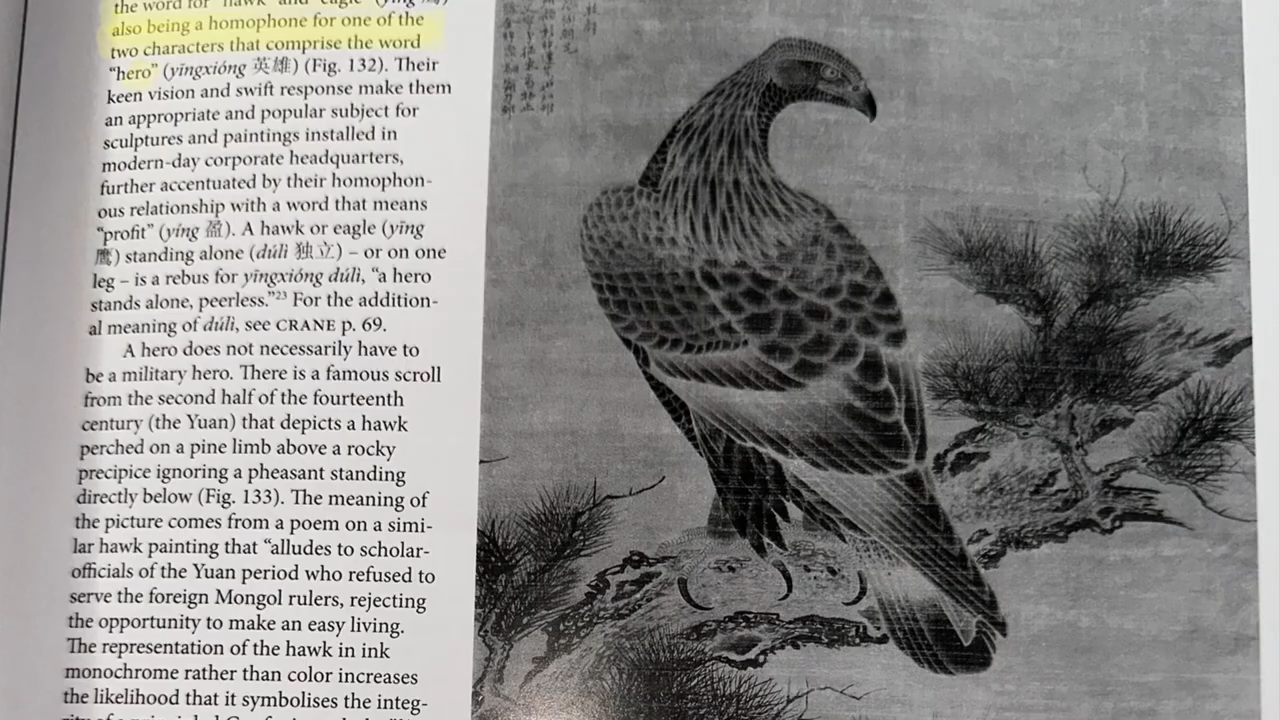 the word for "hawk" and "eagle" (yīng 鹰)
also being a homophone for one of the
two characters that comprise the word
"hero" (yīngxióng 英雄) (Fig. 132). Their
keen vision and swift response make them
an appropriate and popular subject for
sculptures and paintings installed in
modern-day corporate headquarters,
further accentuated by their homophon-
ous relationship with a word that means
"profit" (yíng 盈). A hawk or eagle (yīng
鹰) standing alone (dúlì 独立) – or on one
leg – is a rebus for yīngxióng dúlì, "a hero
stands alone, peerless."23 For the addition-
al meaning of dúlì, see CRANE p. 69.
A hero does not necessarily have to
be a military hero. There is a famous scroll
from the second half of the fourteenth
century (the Yuan) that depicts a hawk
perched on a pine limb above a rocky
precipice ignoring a pheasant standing
directly below (Fig. 133). The meaning of
the picture comes from a poem on a simi-
lar hawk painting that "alludes to scholar-
officials of the Yuan period who refused to
serve the foreign Mongol rulers, rejecting
the opportunity to make an easy living.
The representation of the hawk in ink
monochrome rather than color increases
the likelihood that it symbolises the integ-